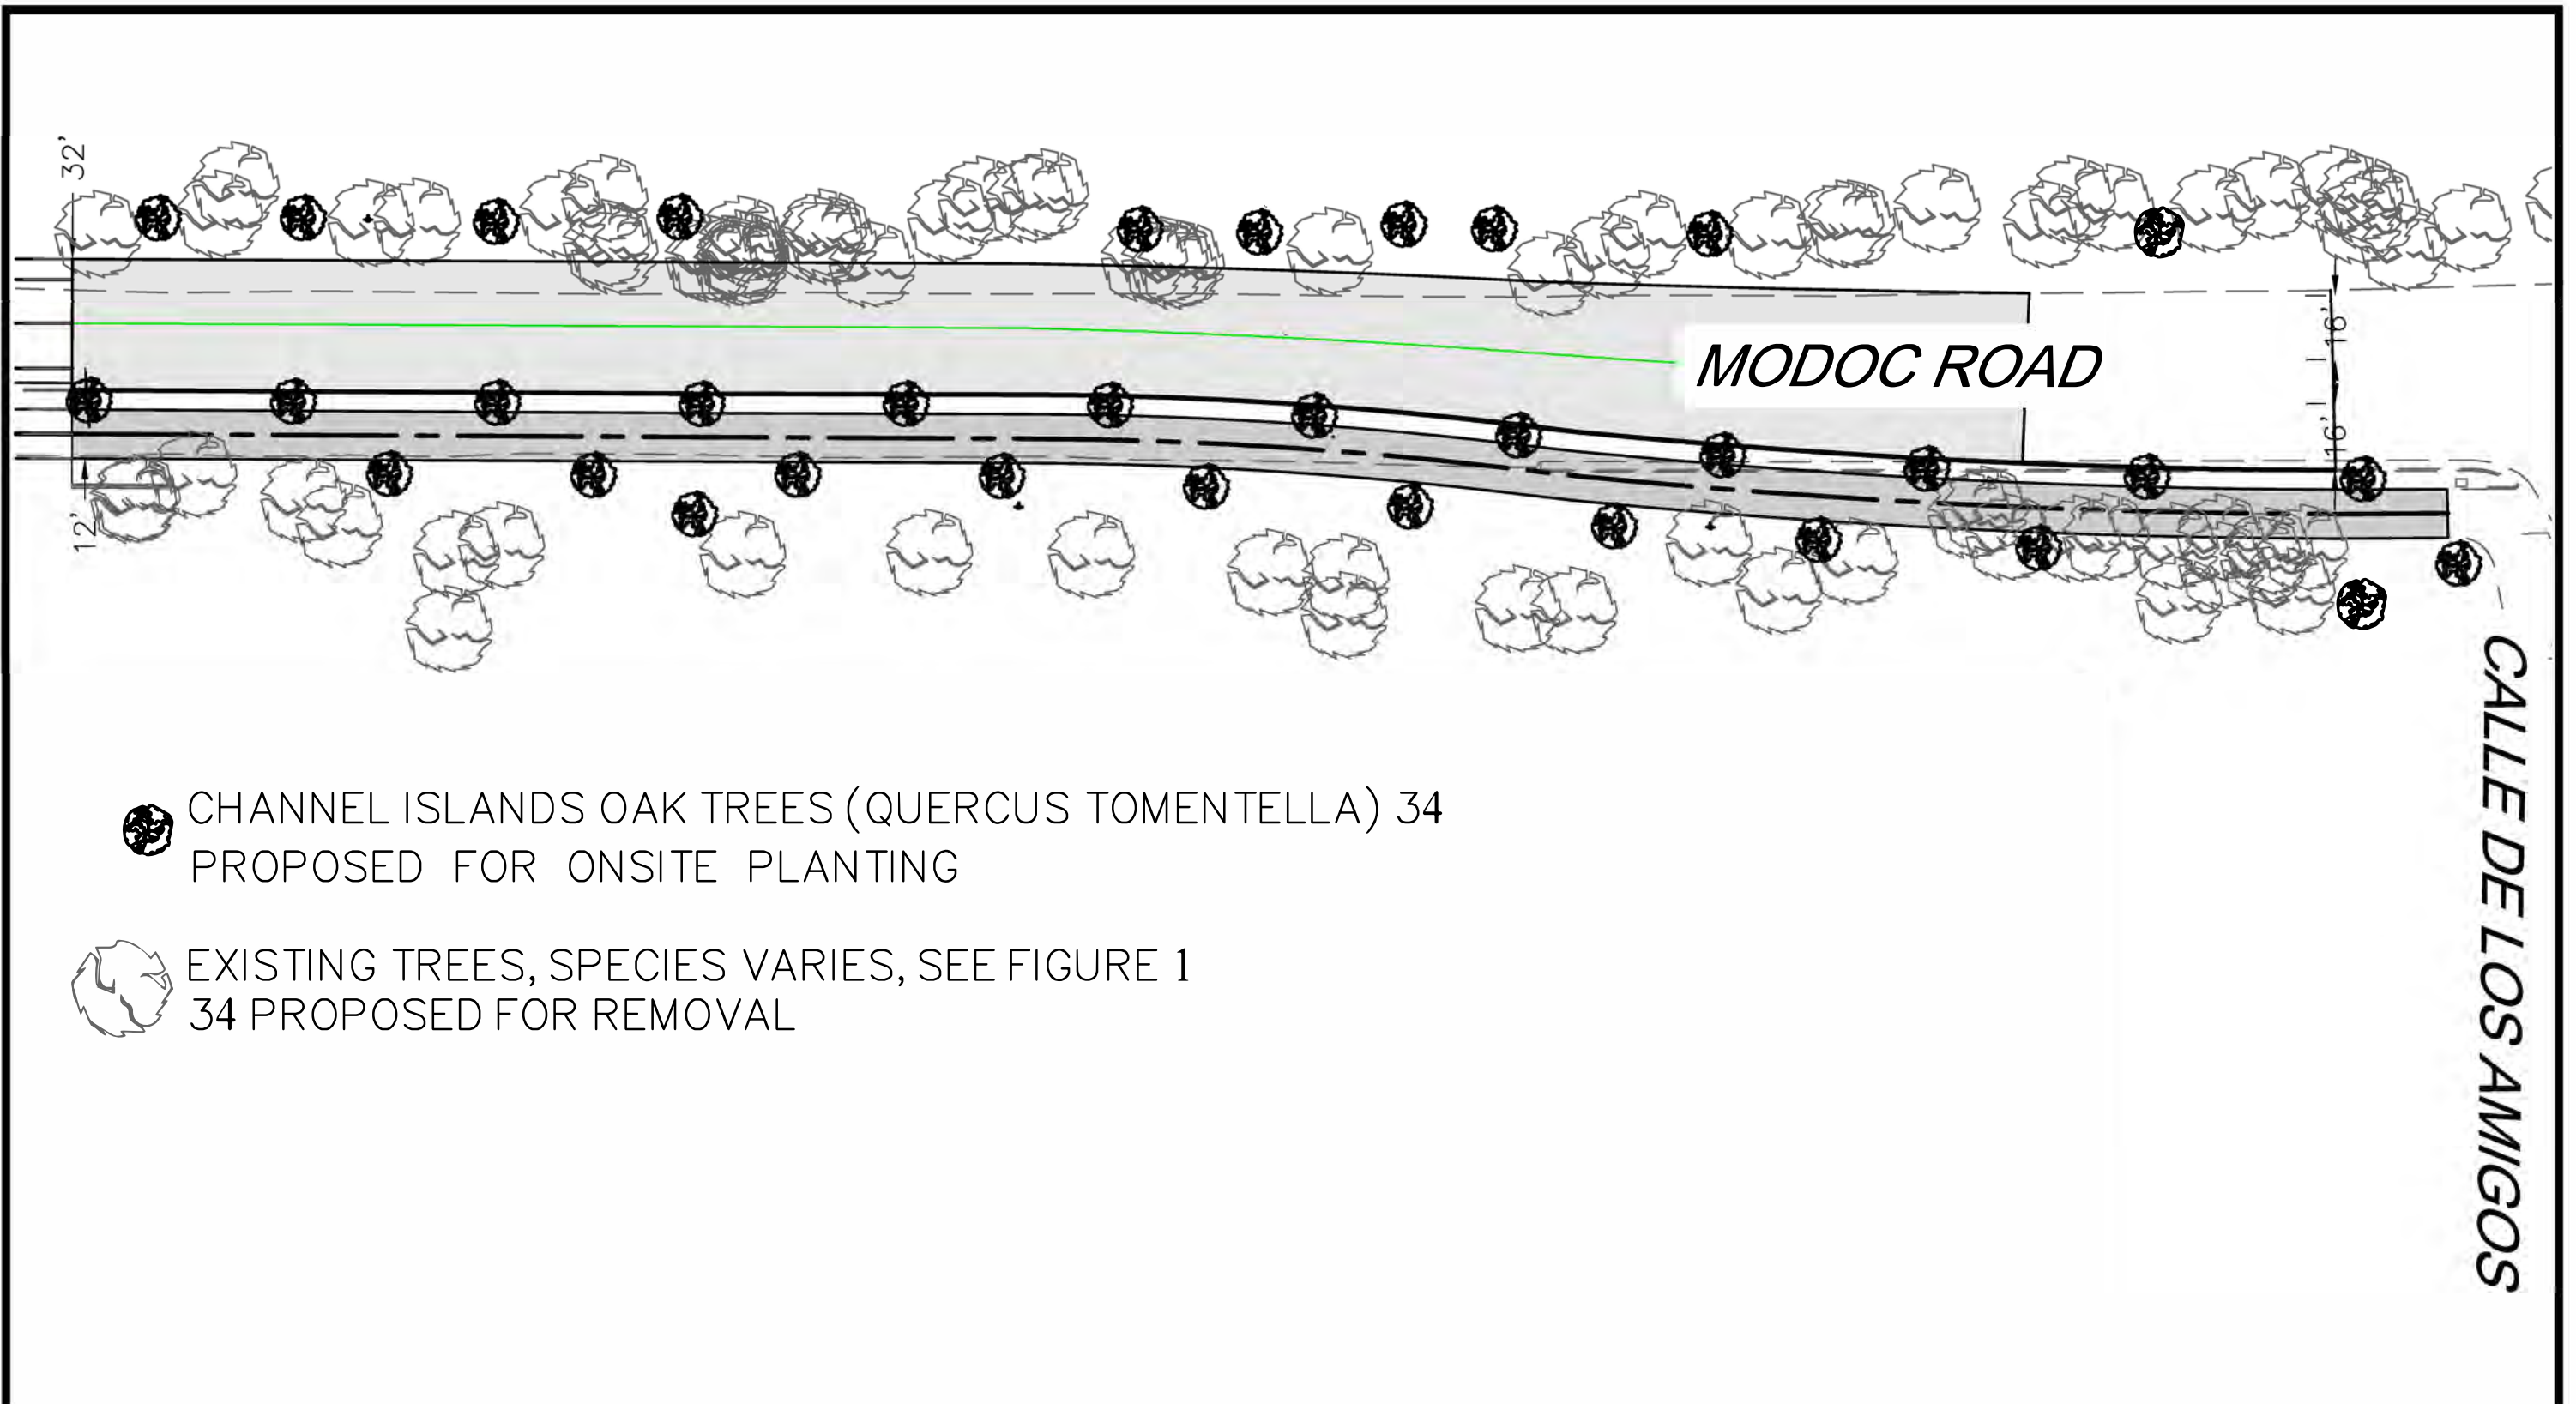 32'
MODOC ROAD
16'
16'
12'
CHANNEL ISLANDS OAK TREES (QUERCUS TOMENTELLA) 34
PROPOSED FOR ONSITE PLANTING
EXISTING TREES, SPECIES VARIES, SEE FIGURE 1
34 PROPOSED FOR REMOVAL
CALLE DE LOS AMIGOS